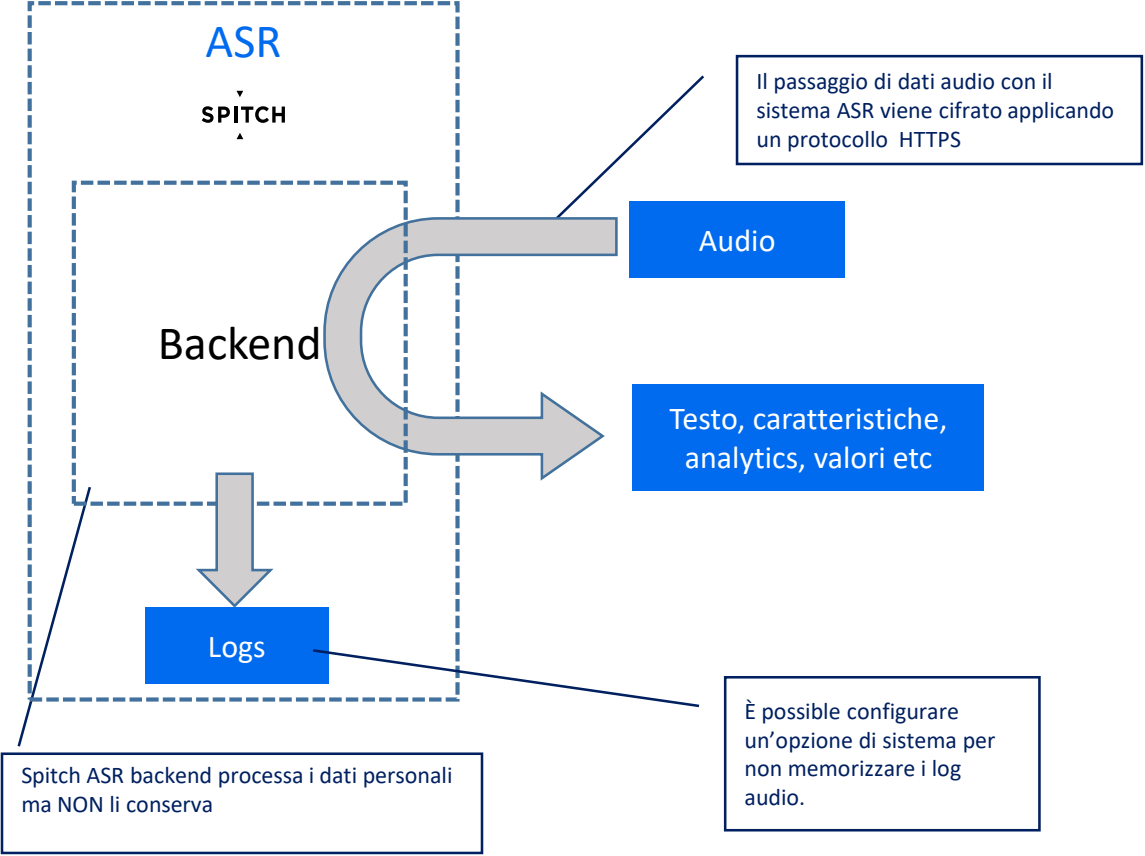 ASR
SPITCH
Il passaggio di dati audio con il
sistema ASR viene cifrato applicando
un protocollo  HTTPS
Audio
Backend
Testo, caratteristiche,
analytics, valori etc
Logs
È possible configurare
un’opzione di sistema per
non memorizzare i log
audio.
Spitch ASR backend processa i dati personali
ma NON li conserva